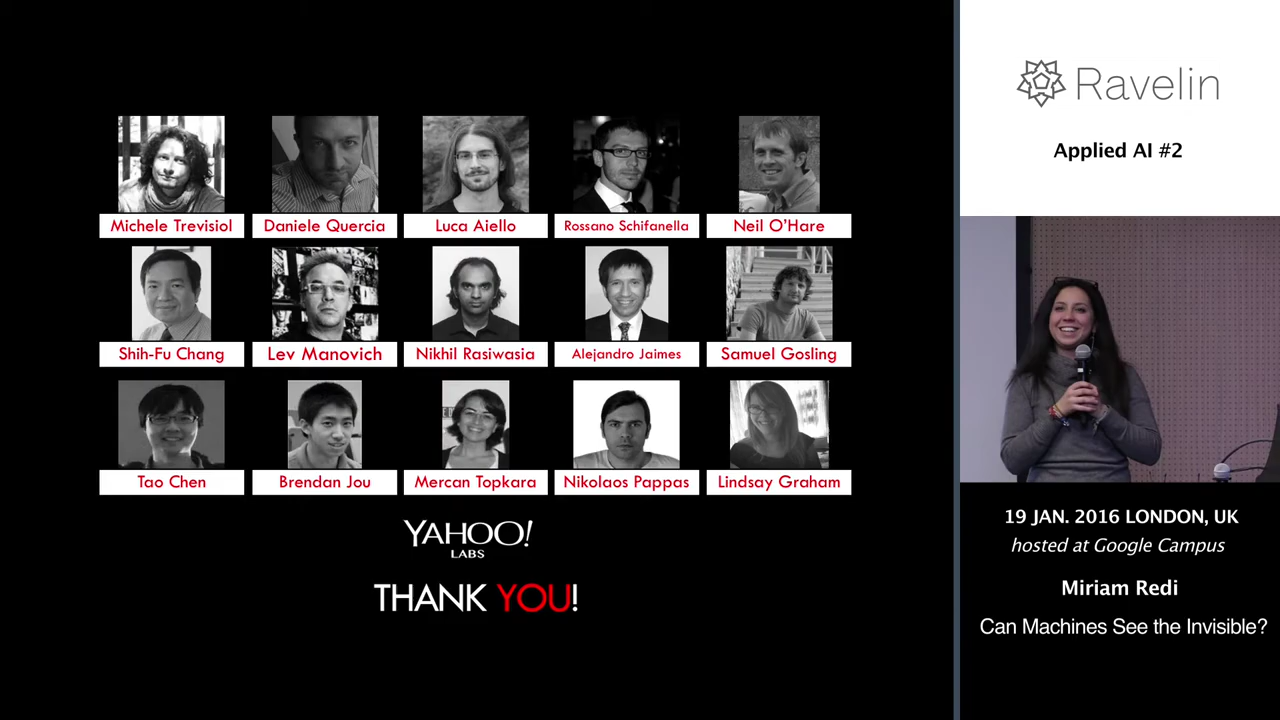 Michele Trevisiol
Daniele Quercia
Luca Aiello
Rossano Schifanella
Neil O'Hare
Shih-Fu Chang
Lev Manovich
Nikhil Rasiwasia
Alejandro Jaimes
Samuel Gosling
Tao Chen
Brendan Jou
Mercan Topkara
Nikolaos Pappas
Lindsay Graham
YAHOO!
LABS
THANK YOU!
Ravelin
Applied AI #2
19 JAN. 2016 LONDON, UK
hosted at Google Campus
Miriam Redi
Can Machines See the Invisible?